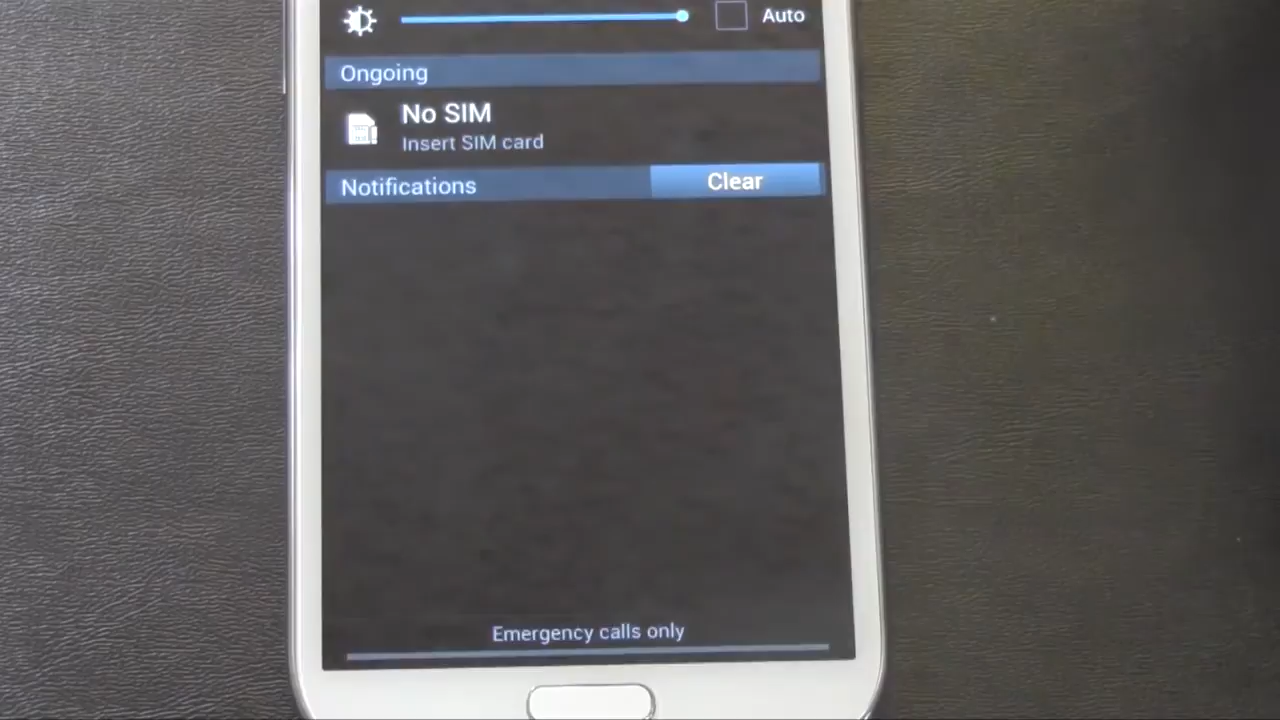 Auto
Ongoing
No SIM
Insert SIM card
Notifications
Clear
Emergency calls only